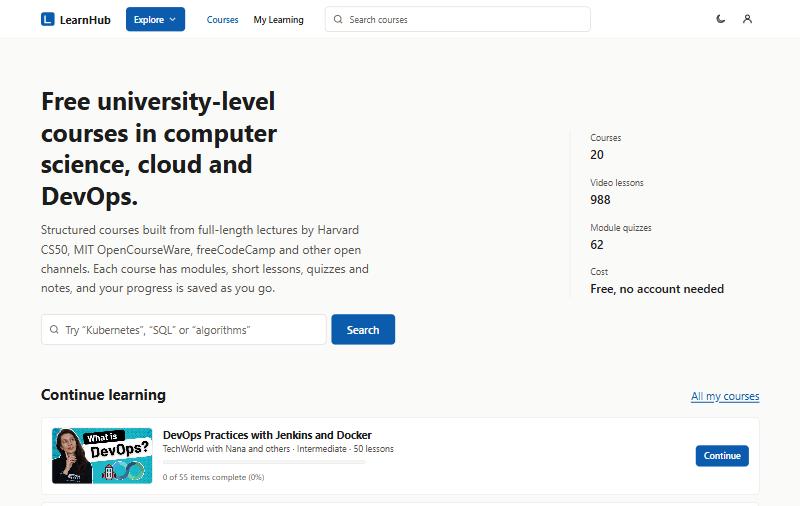 L LearnHub
Explore
Courses
My Learning
Search courses
Free university-level
courses in computer
science, cloud and
DevOps.
Structured courses built from full-length lectures by Harvard
CS50, MIT OpenCourseWare, freeCodeCamp and other open
channels. Each course has modules, short lessons, quizzes and
notes, and your progress is saved as you go.
Try “Kubernetes”, “SQL” or “algorithms”
Search
Courses
20
Video lessons
988
Module quizzes
62
Cost
Free, no account needed
Continue learning
All my courses
What is
DevOps?
DevOps Practices with Jenkins and Docker
TechWorld with Nana and others · Intermediate · 50 lessons
0 of 55 items complete (0%)
Continue